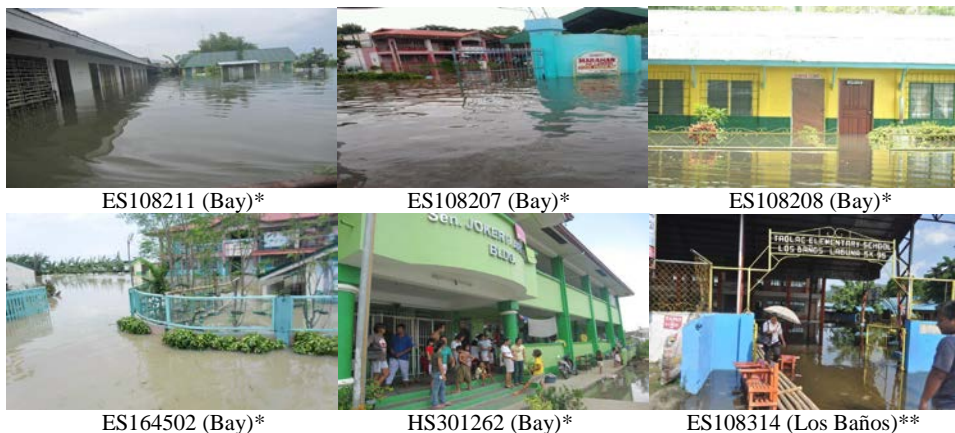 ES108211 (Bay)*
ES108207 (Bay)*
ES108208 (Bay)*
Sen. JOKER
BLDG.
TADLAC ELEMENTARY SCHOOL
LOS BAÑOS LAGUNA
ES164502 (Bay)*
HS301262 (Bay)*
ES108314 (Los Baños)**